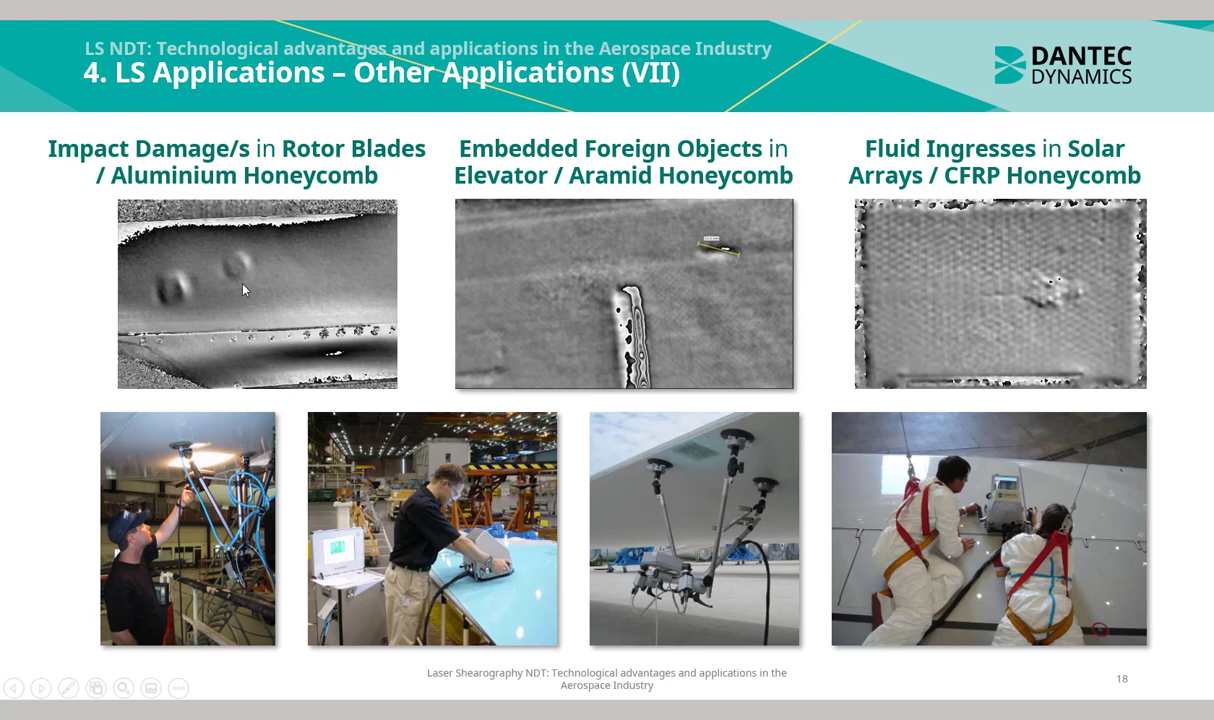 LS NDT: Technological advantages and applications in the Aerospace Industry
4. LS Applications – Other Applications (VII)
DANTEC
DYNAMICS
Impact Damage/s in Rotor Blades
/ Aluminium Honeycomb
Embedded Foreign Objects in
Elevator / Aramid Honeycomb
Fluid Ingresses in Solar
Arrays / CFRP Honeycomb
Laser Shearography NDT: Technological advantages and applications in the
Aerospace Industry
18